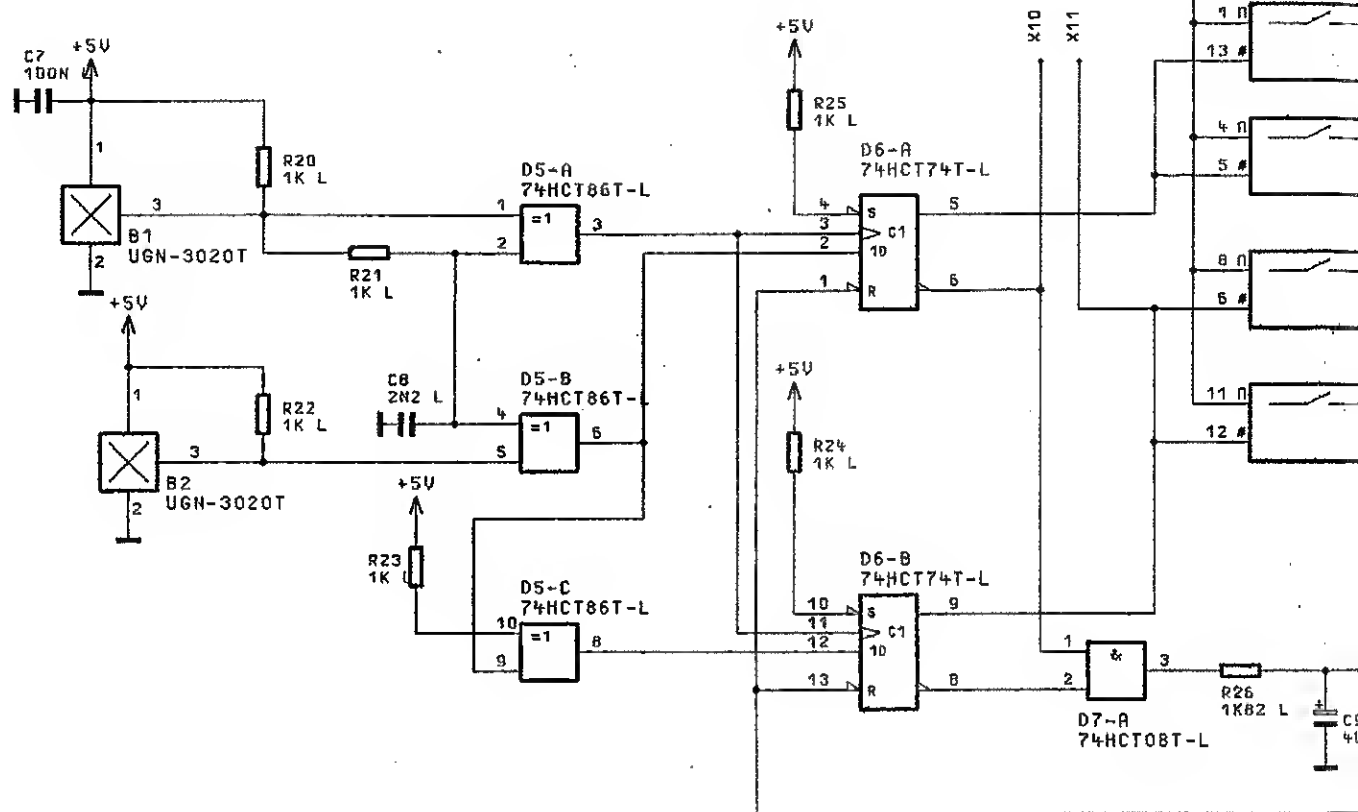 C7
100N L
+5V
1
3
B1
UGN-3020T
2
R20
1K L
R21
1K L
D5-A
74HCT86T-L
1
2
=1
3
+5V
R25
1K L
D6-A
74HCT74T-L
4
3
2
1
S
C1
1D
R
5
6
X10
X11
1 П
13 #
4 П
5 #
8 П
6 #
11 П
12 #
+5V
1
3
B2
UGN-3020T
2
R22
1K L
C8
2N2 L
D5-B
74HCT86T-L
4
5
=1
6
+5V
R23
1K L
D5-C
74HCT86T-L
10
9
=1
8
+5V
R24
1K L
D6-B
74HCT74T-L
10
11
12
13
S
C1
1D
R
9
8
1
2
&
3
D7-A
74HCT08T-L
R26
1K82 L
+